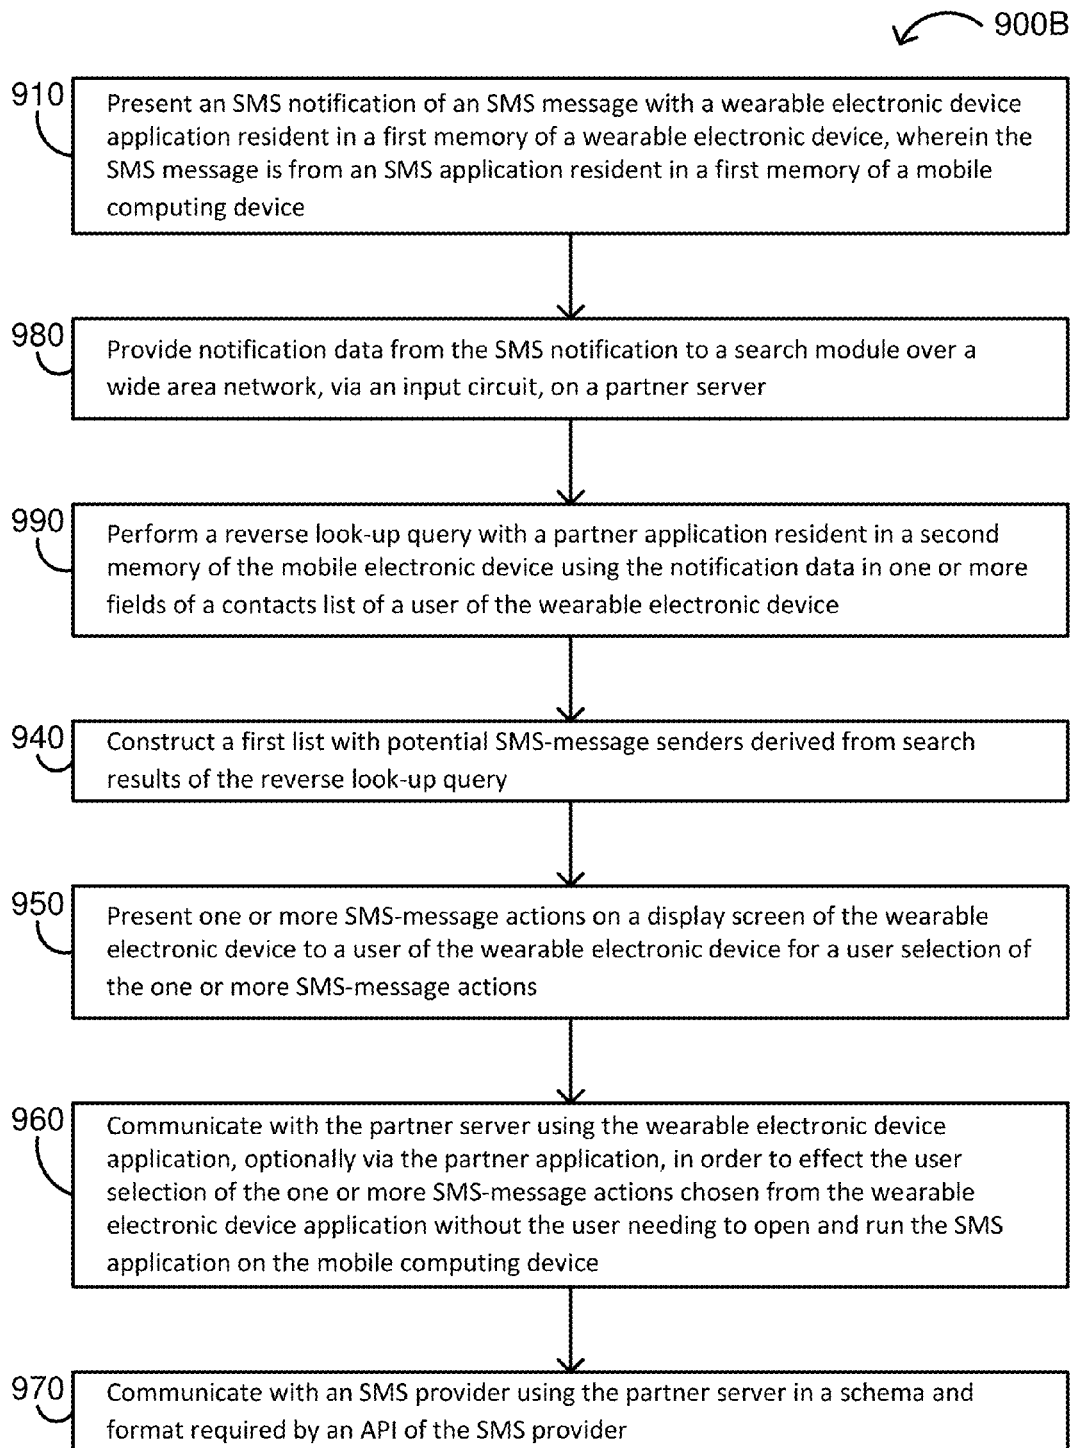 900B
910
Present an SMS notification of an SMS message with a wearable electronic device
application resident in a first memory of a wearable electronic device, wherein the
SMS message is from an SMS application resident in a first memory of a mobile
computing device
980
Provide notification data from the SMS notification to a search module over a
wide area network, via an input circuit, on a partner server
990
Perform a reverse look-up query with a partner application resident in a second
memory of the mobile electronic device using the notification data in one or more
fields of a contacts list of a user of the wearable electronic device
940
Construct a first list with potential SMS-message senders derived from search
results of the reverse look-up query
950
Present one or more SMS-message actions on a display screen of the wearable
electronic device to a user of the wearable electronic device for a user selection of
the one or more SMS-message actions
960
Communicate with the partner server using the wearable electronic device
application, optionally via the partner application, in order to effect the user
selection of the one or more SMS-message actions chosen from the wearable
electronic device application without the user needing to open and run the SMS
application on the mobile computing device
970
Communicate with an SMS provider using the partner server in a schema and
format required by an API of the SMS provider